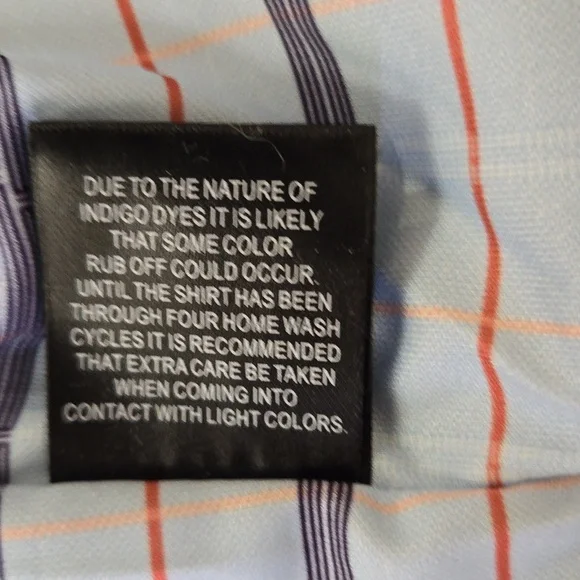 DUE TO THE NATURE OF
INDIGO DYES IT IS LIKELY
THAT SOME COLOR
RUB OFF COULD OCCUR.
UNTIL THE SHIRT HAS BEEN
THROUGH FOUR HOME WASH
CYCLES IT IS RECOMMENDED
THAT EXTRA CARE BE TAKEN
WHEN COMING INTO
CONTACT WITH LIGHT COLORS.